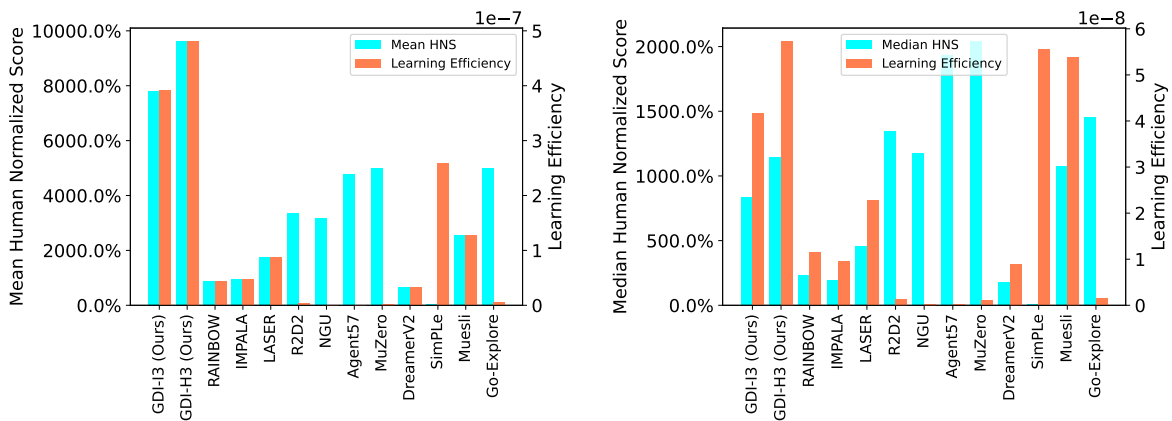 1e−7
10000.0%
8000.0%
6000.0%
4000.0%
2000.0%
0.0%
Mean Human Normalized Score
Mean HNS
Learning Efficiency
5
4
3
2
1
0
Learning Efficiency
GDI-I3 (Ours)
GDI-H3 (Ours)
RAINBOW
IMPALA
LASER
R2D2
NGU
Agent57
MuZero
DreamerV2
SimPLe
Muesli
Go-Explore
1e−8
2000.0%
1500.0%
1000.0%
500.0%
0.0%
Median Human Normalized Score
Median HNS
Learning Efficiency
6
5
4
3
2
1
0
Learning Efficiency
GDI-I3 (Ours)
GDI-H3 (Ours)
RAINBOW
IMPALA
LASER
R2D2
NGU
Agent57
MuZero
DreamerV2
SimPLe
Muesli
Go-Explore